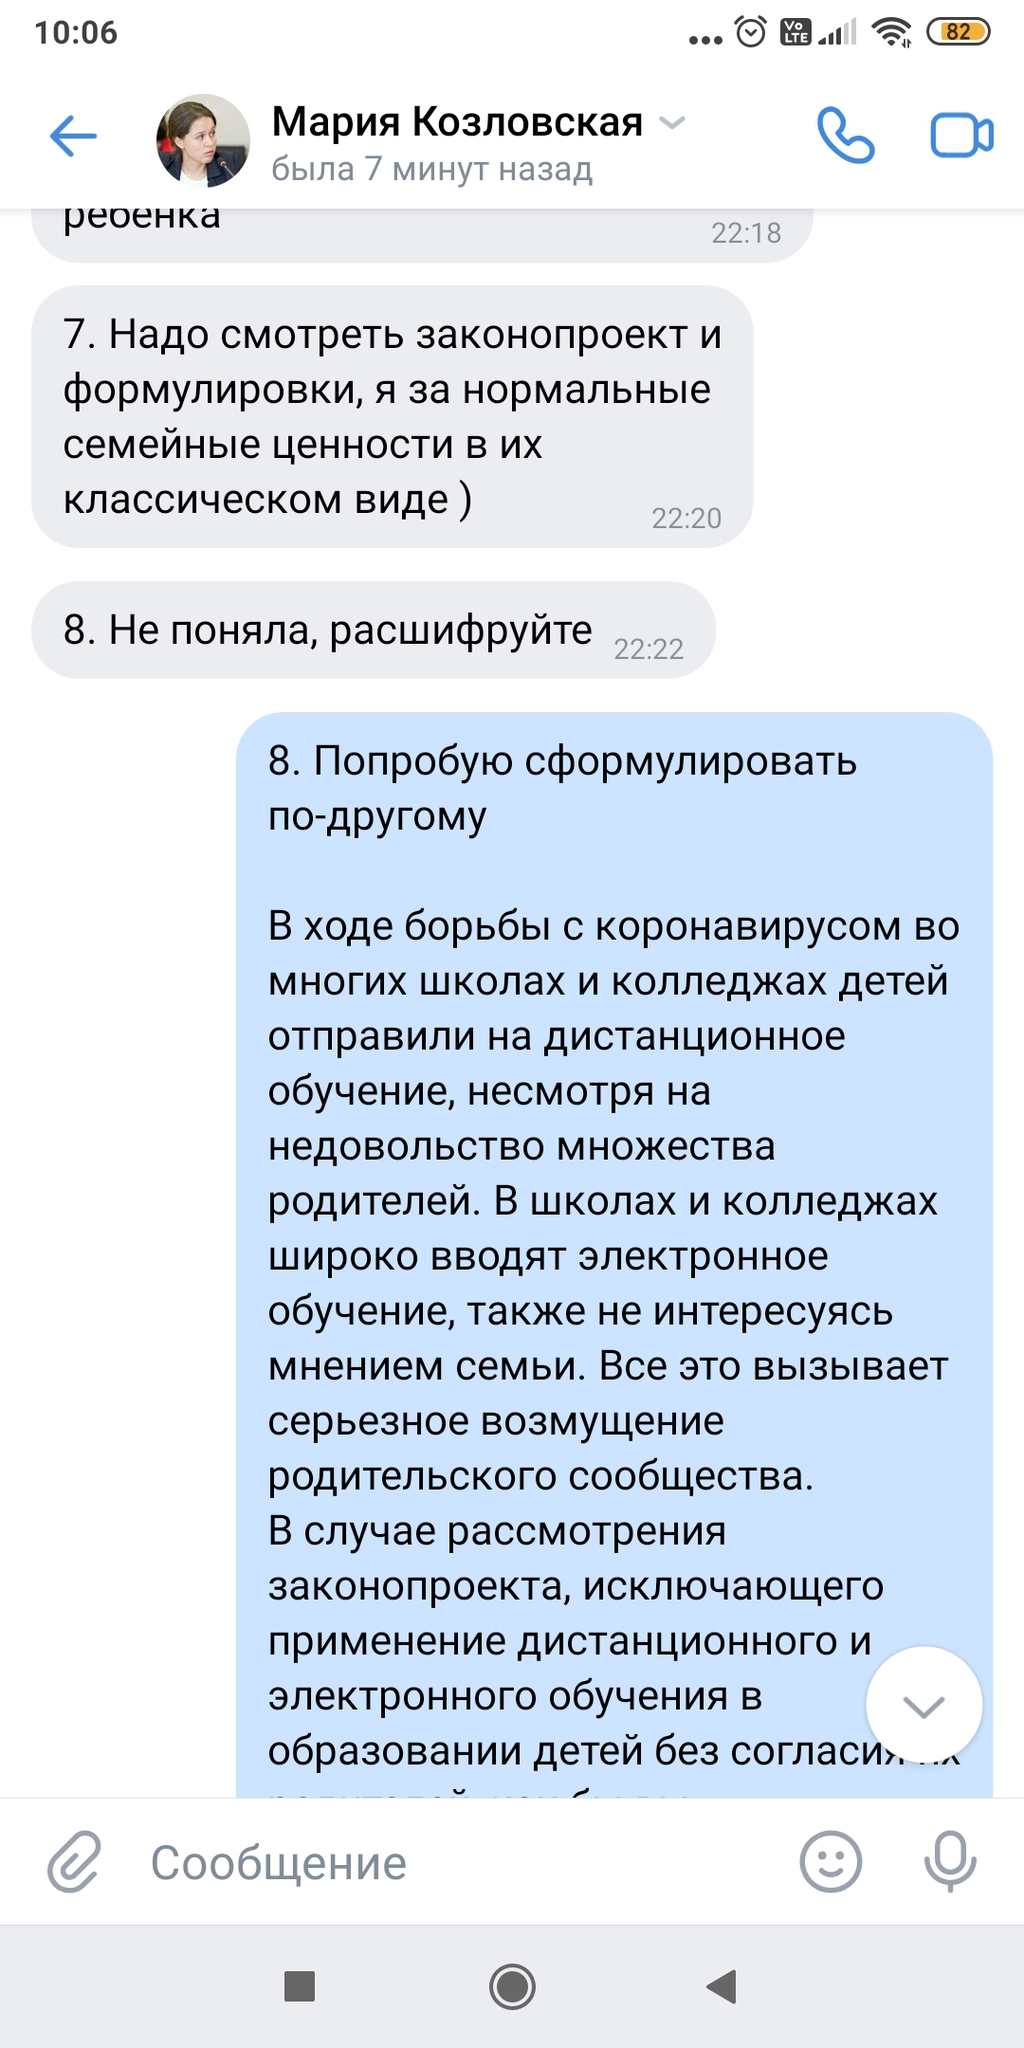 10:06
Vo LTE
82
Мария Козловская
была 7 минут назад
ребенка
22:18
7. Надо смотреть законопроект и
формулировки, я за нормальные
семейные ценности в их
классическом виде )
22:20
8. Не поняла, расшифруйте
22:22
8. Попробую сформулировать
по-другому
В ходе борьбы с коронавирусом во
многих школах и колледжах детей
отправили на дистанционное
обучение, несмотря на
недовольство множества
родителей. В школах и колледжах
широко вводят электронное
обучение, также не интересуясь
мнением семьи. Все это вызывает
серьезное возмущение
родительского сообщества.
В случае рассмотрения
законопроекта, исключающего
применение дистанционного и
электронного обучения в
образовании детей без согласия их
Сообщение